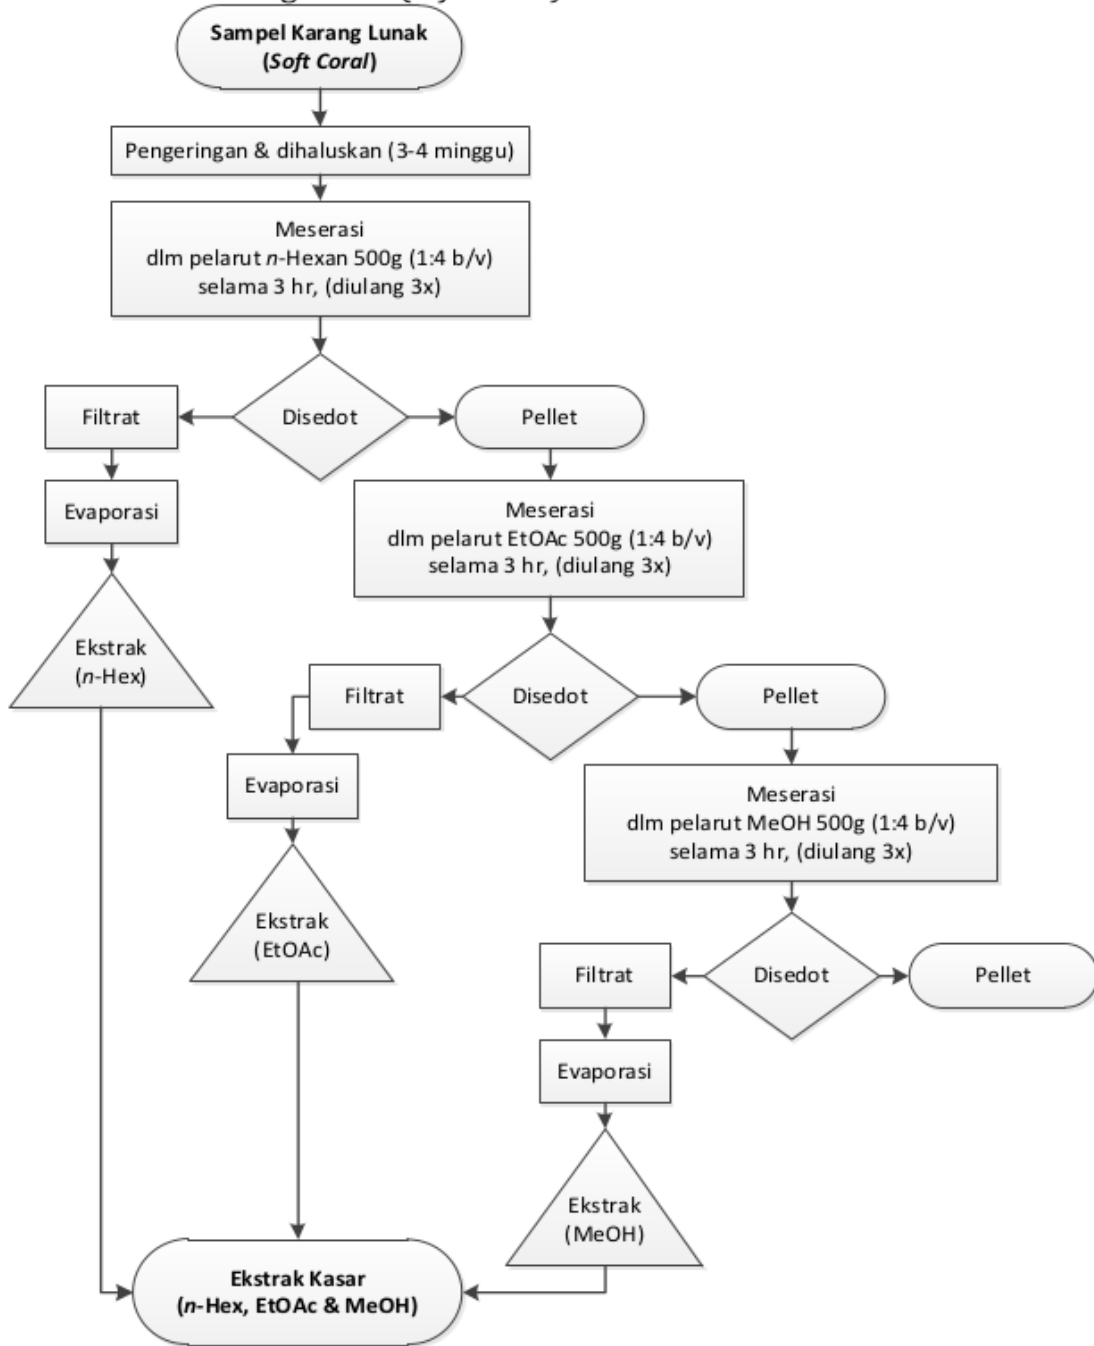 Sampel Karang Lunak
(Soft Coral)
Pengeringan & dihaluskan (3-4 minggu)
Meserasi
dlm pelarut n-Hexan 500g (1:4 b/v)
selama 3 hr, (diulang 3x)
Filtrat
Disedot
Pellet
Evaporasi
Meserasi
dlm pelarut EtOAc 500g (1:4 b/v)
selama 3 hr, (diulang 3x)
Ekstrak
(n-Hex)
Filtrat
Disedot
Pellet
Evaporasi
Meserasi
dlm pelarut MeOH 500g (1:4 b/v)
selama 3 hr, (diulang 3x)
Ekstrak
(EtOAc)
Filtrat
Disedot
Pellet
Evaporasi
Ekstrak
(MeOH)
Ekstrak Kasar
(n-Hex, EtOAc & MeOH)